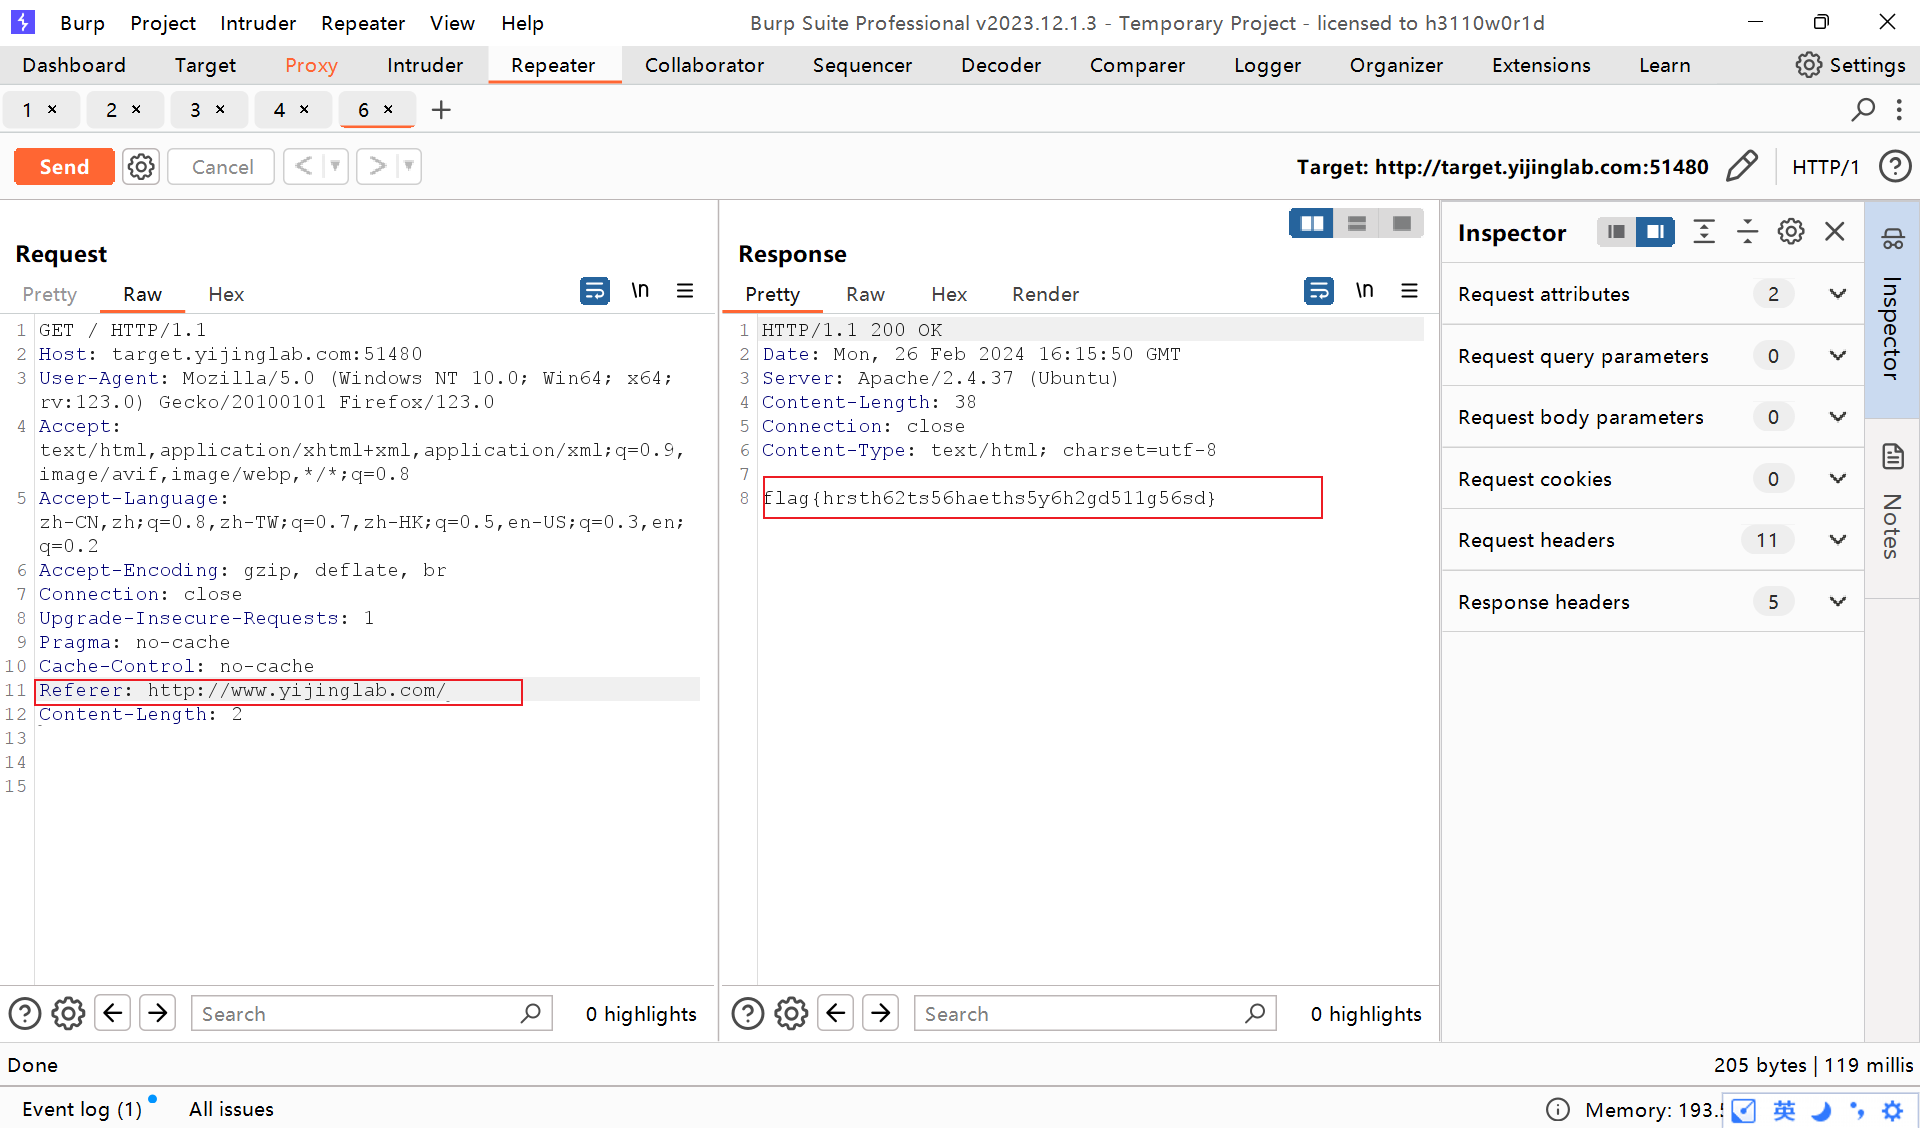 Burp Project Intruder Repeater View Help Burp Suite Professional v2023.12.1.3 - Temporary Project - licensed to h3110w0r1d
Dashboard Target Proxy Intruder Repeater Collaborator Sequencer Decoder Comparer Logger Organizer Extensions Learn Settings
1 × 2 × 3 × 4 × 6 × +
Send Cancel < > Target: http://target.yijinglab.com:51480 HTTP/1
Request
Pretty Raw Hex \n
1 GET / HTTP/1.1
2 Host: target.yijinglab.com:51480
3 User-Agent: Mozilla/5.0 (Windows NT 10.0; Win64; x64;
rv:123.0) Gecko/20100101 Firefox/123.0
4 Accept:
text/html,application/xhtml+xml,application/xml;q=0.9,
image/avif,image/webp,*/*;q=0.8
5 Accept-Language:
zh-CN,zh;q=0.8,zh-TW;q=0.7,zh-HK;q=0.5,en-US;q=0.3,en;
q=0.2
6 Accept-Encoding: gzip, deflate, br
7 Connection: close
8 Upgrade-Insecure-Requests: 1
9 Pragma: no-cache
10 Cache-Control: no-cache
11 Referer: http://www.yijinglab.com/
12 Content-Length: 2
13
14
15
Search 0 highlights
Response
Pretty Raw Hex Render \n
1 HTTP/1.1 200 OK
2 Date: Mon, 26 Feb 2024 16:15:50 GMT
3 Server: Apache/2.4.37 (Ubuntu)
4 Content-Length: 38
5 Connection: close
6 Content-Type: text/html; charset=utf-8
7
8 flag{hrsth62ts56haeths5y6h2gd511g56sd}
Search 0 highlights
Inspector
Request attributes 2
Request query parameters 0
Request body parameters 0
Request cookies 0
Request headers 11
Response headers 5
Inspector
Notes
Done 205 bytes | 119 millis
Event log (1) All issues Memory: 193.5 英